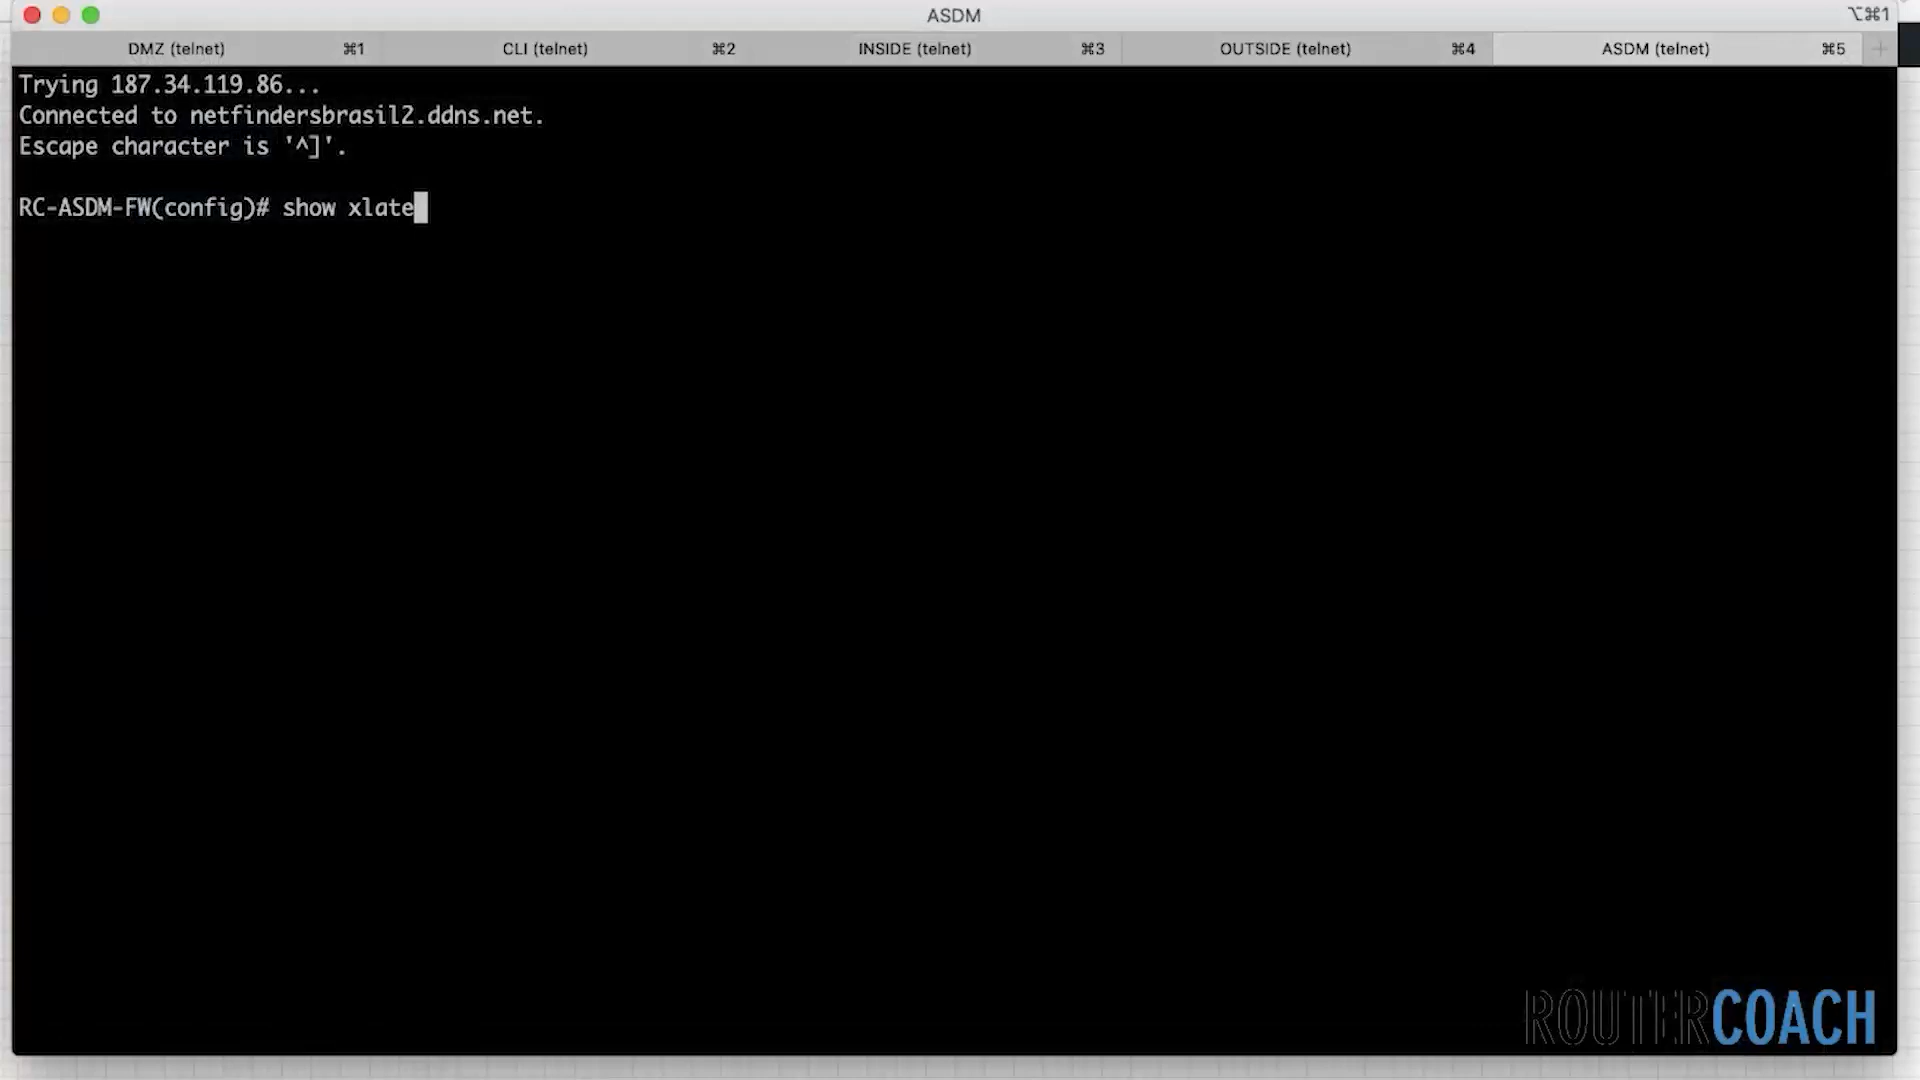 ASDM
⌥⌘1
DMZ (telnet) ⌘1 CLI (telnet) ⌘2 INSIDE (telnet) ⌘3 OUTSIDE (telnet) ⌘4 ASDM (telnet) ⌘5 +
Trying 187.34.119.86...
Connected to netfindersbrasil2.ddns.net.
Escape character is '^]'.
RC-ASDM-FW(config)# show xlate
ROUTERCOACH